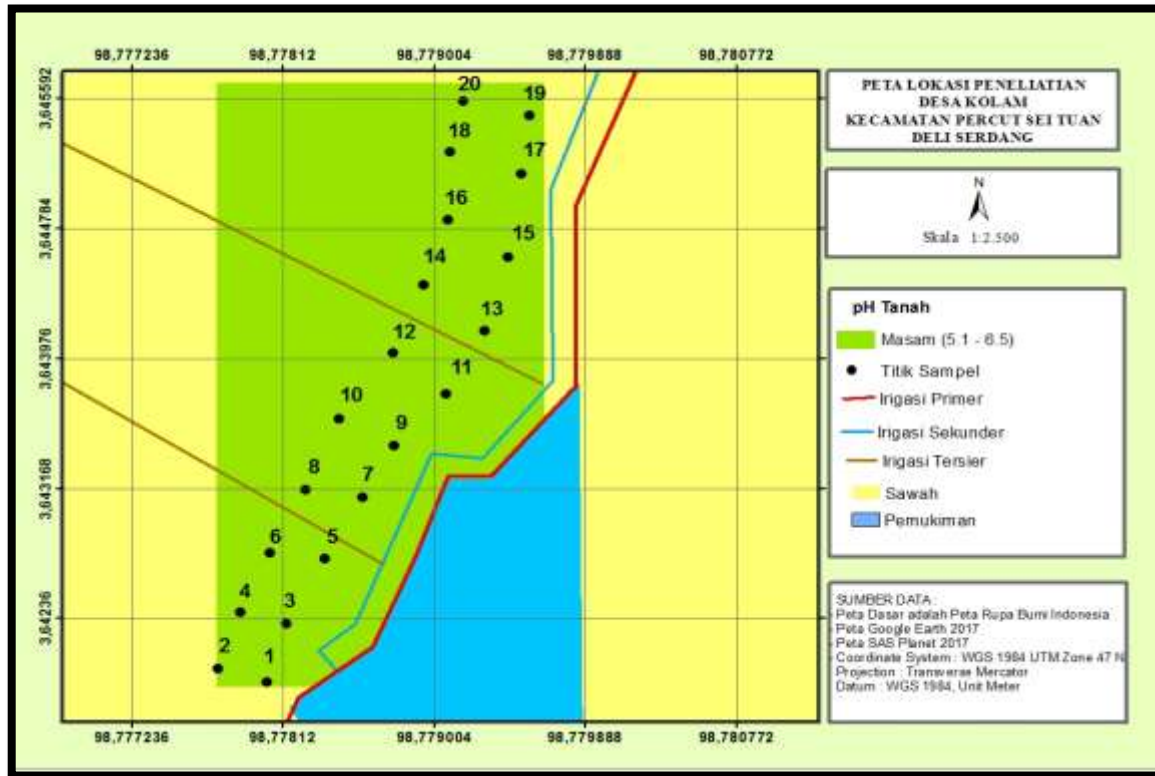 98,777236 98,77812 98,779004 98,779888 98,780772
3,645592
3,644784
3,643976
3,643168
3,64236
20
19
18
17
16
15
14
13
12
11
10
9
8
7
6
5
4
3
2
1
98,777236 98,77812 98,779004 98,779888 98,780772
PETA LOKASI PENELIATIAN
DESA KOLAM
KECAMATAN PERCUT SEI TUAN
DELI SERDANG
N
Skala 1:2.500
pH Tanah
Masam (5.1 - 6.5)
Titik Sampel
Irigasi Primer
Irigasi Sekunder
Irigasi Tersier
Sawah
Pemukiman
SUMBER DATA :
Peta Dasar adalah Peta Rupa Bumi Indonesia
Peta Google Earth 2017
Peta SAS Planet 2017
Coordinate System : WGS 1984 UTM Zone 47 N
Projection : Transverse Mercator
Datum : WGS 1984, Unit Meter